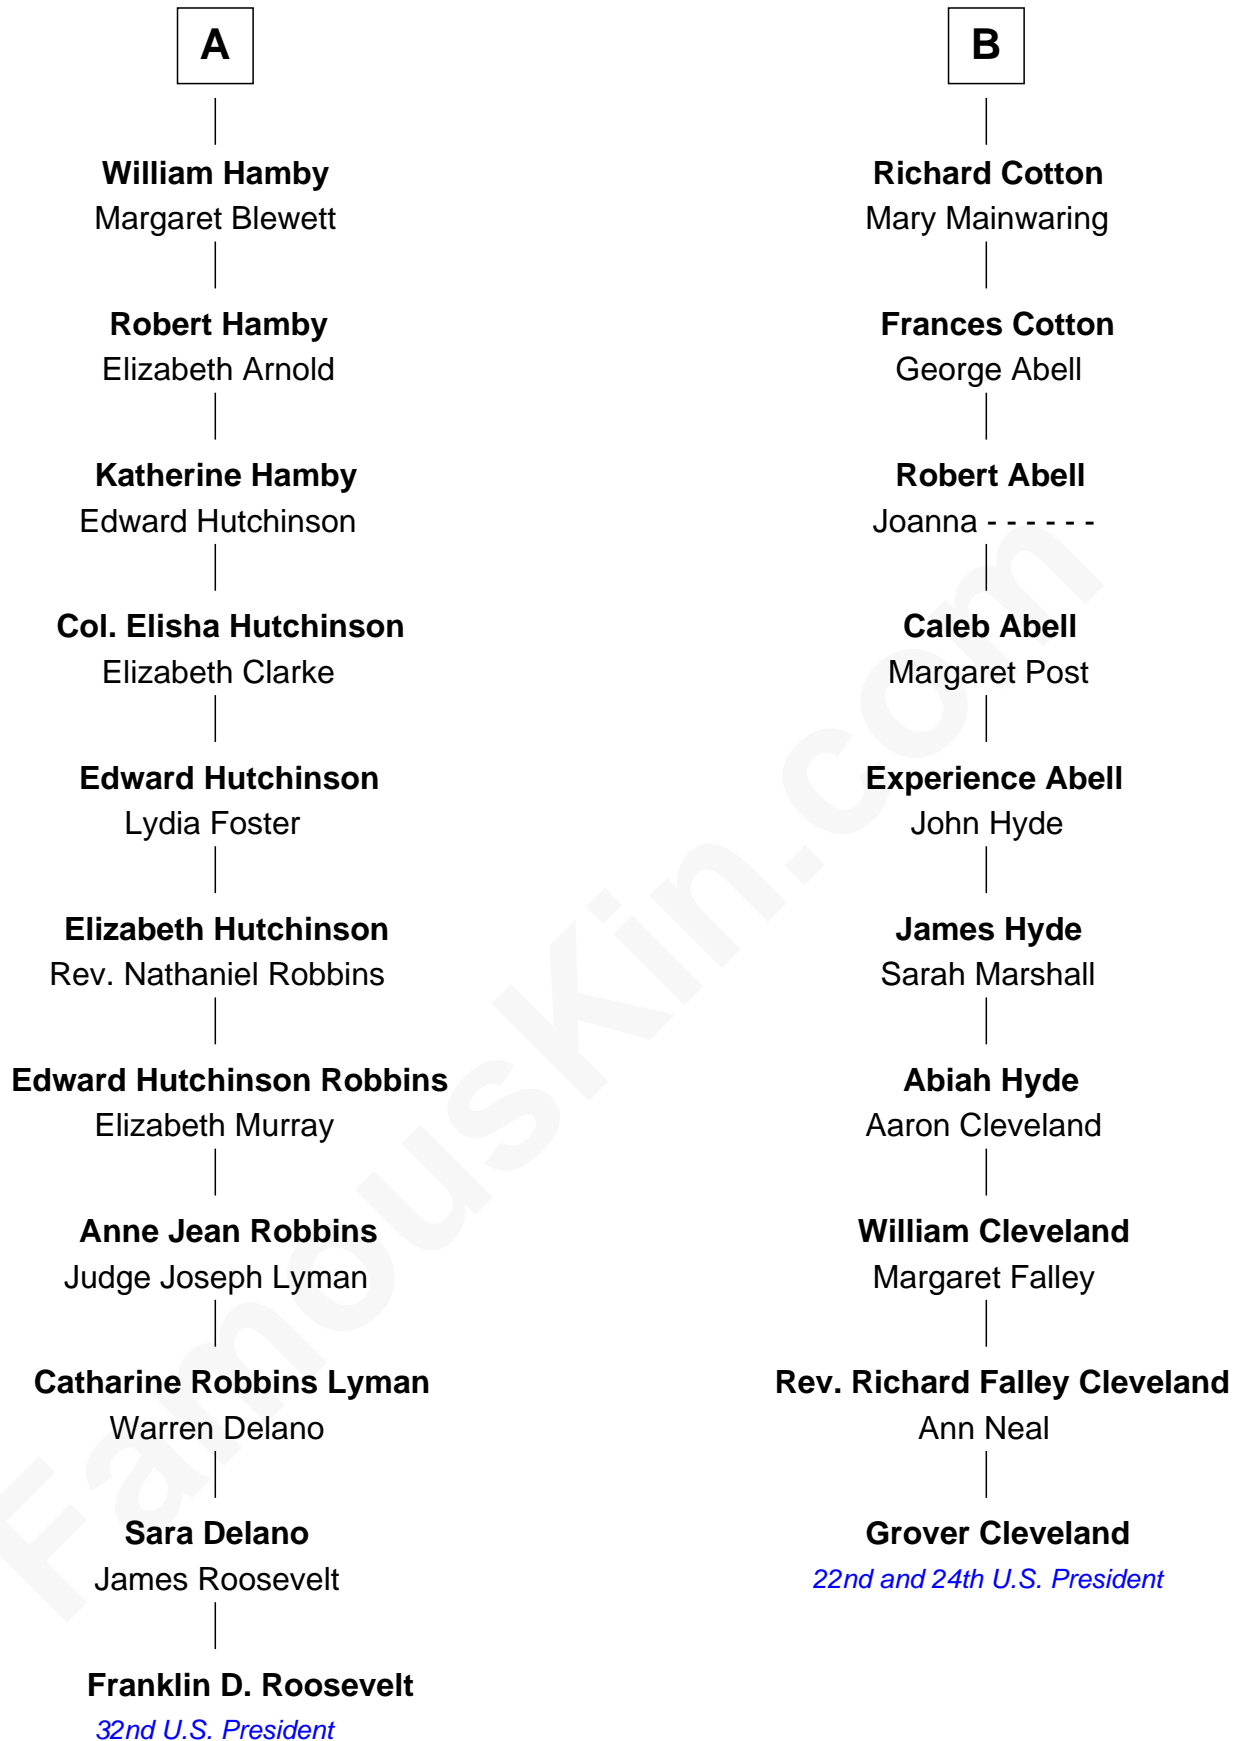 A
William Hamby
Margaret Blewett
Robert Hamby
Elizabeth Arnold
Katherine Hamby
Edward Hutchinson
Col. Elisha Hutchinson
Elizabeth Clarke
Edward Hutchinson
Lydia Foster
Elizabeth Hutchinson
Rev. Nathaniel Robbins
Edward Hutchinson Robbins
Elizabeth Murray
Anne Jean Robbins
Judge Joseph Lyman
Catharine Robbins Lyman
Warren Delano
Sara Delano
James Roosevelt
Franklin D. Roosevelt
32nd U.S. President
B
Richard Cotton
Mary Mainwaring
Frances Cotton
George Abell
Robert Abell
Joanna - - - - - -
Caleb Abell
Margaret Post
Experience Abell
John Hyde
James Hyde
Sarah Marshall
Abiah Hyde
Aaron Cleveland
William Cleveland
Margaret Falley
Rev. Richard Falley Cleveland
Ann Neal
Grover Cleveland
22nd and 24th U.S. President
FamousKin.com